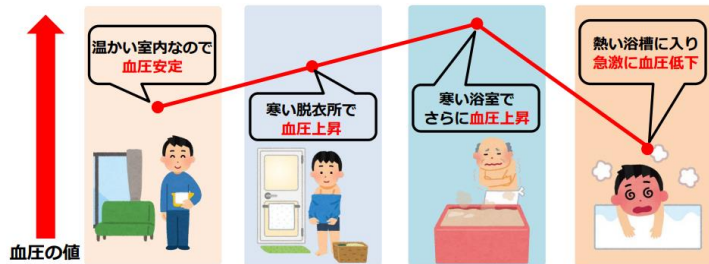 温かい室内なので
血圧安定
寒い脱衣所で
血圧上昇
寒い浴室で
さらに血圧上昇
熱い浴槽に入り
急激に血圧低下
血圧の値